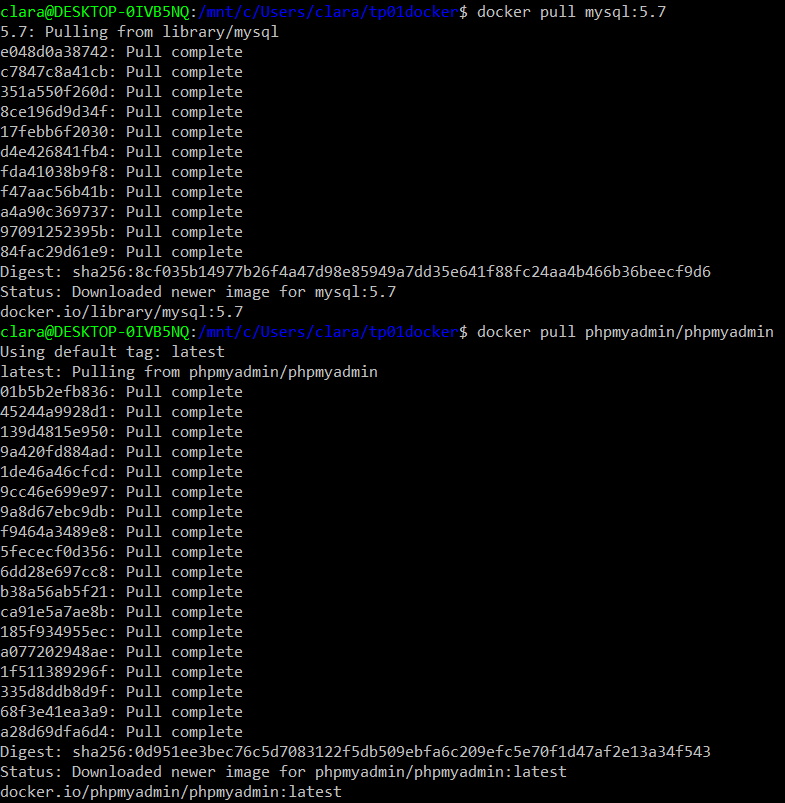 clara@DESKTOP-0IVB5NQ:/mnt/c/Users/clara/tp01docker$ docker pull mysql:5.7
5.7: Pulling from library/mysql
e048d0a38742: Pull complete
c7847c8a41cb: Pull complete
351a550f260d: Pull complete
8ce196d9d34f: Pull complete
17febb6f2030: Pull complete
d4e426841fb4: Pull complete
fda41038b9f8: Pull complete
f47aac56b41b: Pull complete
a4a90c369737: Pull complete
97091252395b: Pull complete
84fac29d61e9: Pull complete
Digest: sha256:8cf035b14977b26f4a47d98e85949a7dd35e641f88fc24aa4b466b36beecf9d6
Status: Downloaded newer image for mysql:5.7
docker.io/library/mysql:5.7
clara@DESKTOP-0IVB5NQ:/mnt/c/Users/clara/tp01docker$ docker pull phpmyadmin/phpmyadmin
Using default tag: latest
latest: Pulling from phpmyadmin/phpmyadmin
01b5b2efb836: Pull complete
45244a9928d1: Pull complete
139d4815e950: Pull complete
9a420fd884ad: Pull complete
1de46a46cfcd: Pull complete
9cc46e699e97: Pull complete
9a8d67ebc9db: Pull complete
f9464a3489e8: Pull complete
5fececf0d356: Pull complete
6dd28e697cc8: Pull complete
b38a56ab5f21: Pull complete
ca91e5a7ae8b: Pull complete
185f934955ec: Pull complete
a077202948ae: Pull complete
1f511389296f: Pull complete
335d8ddb8d9f: Pull complete
68f3e41ea3a9: Pull complete
a28d69dfa6d4: Pull complete
Digest: sha256:0d951ee3bec76c5d7083122f5db509ebfa6c209efc5e70f1d47af2e13a34f543
Status: Downloaded newer image for phpmyadmin/phpmyadmin:latest
docker.io/phpmyadmin/phpmyadmin:latest